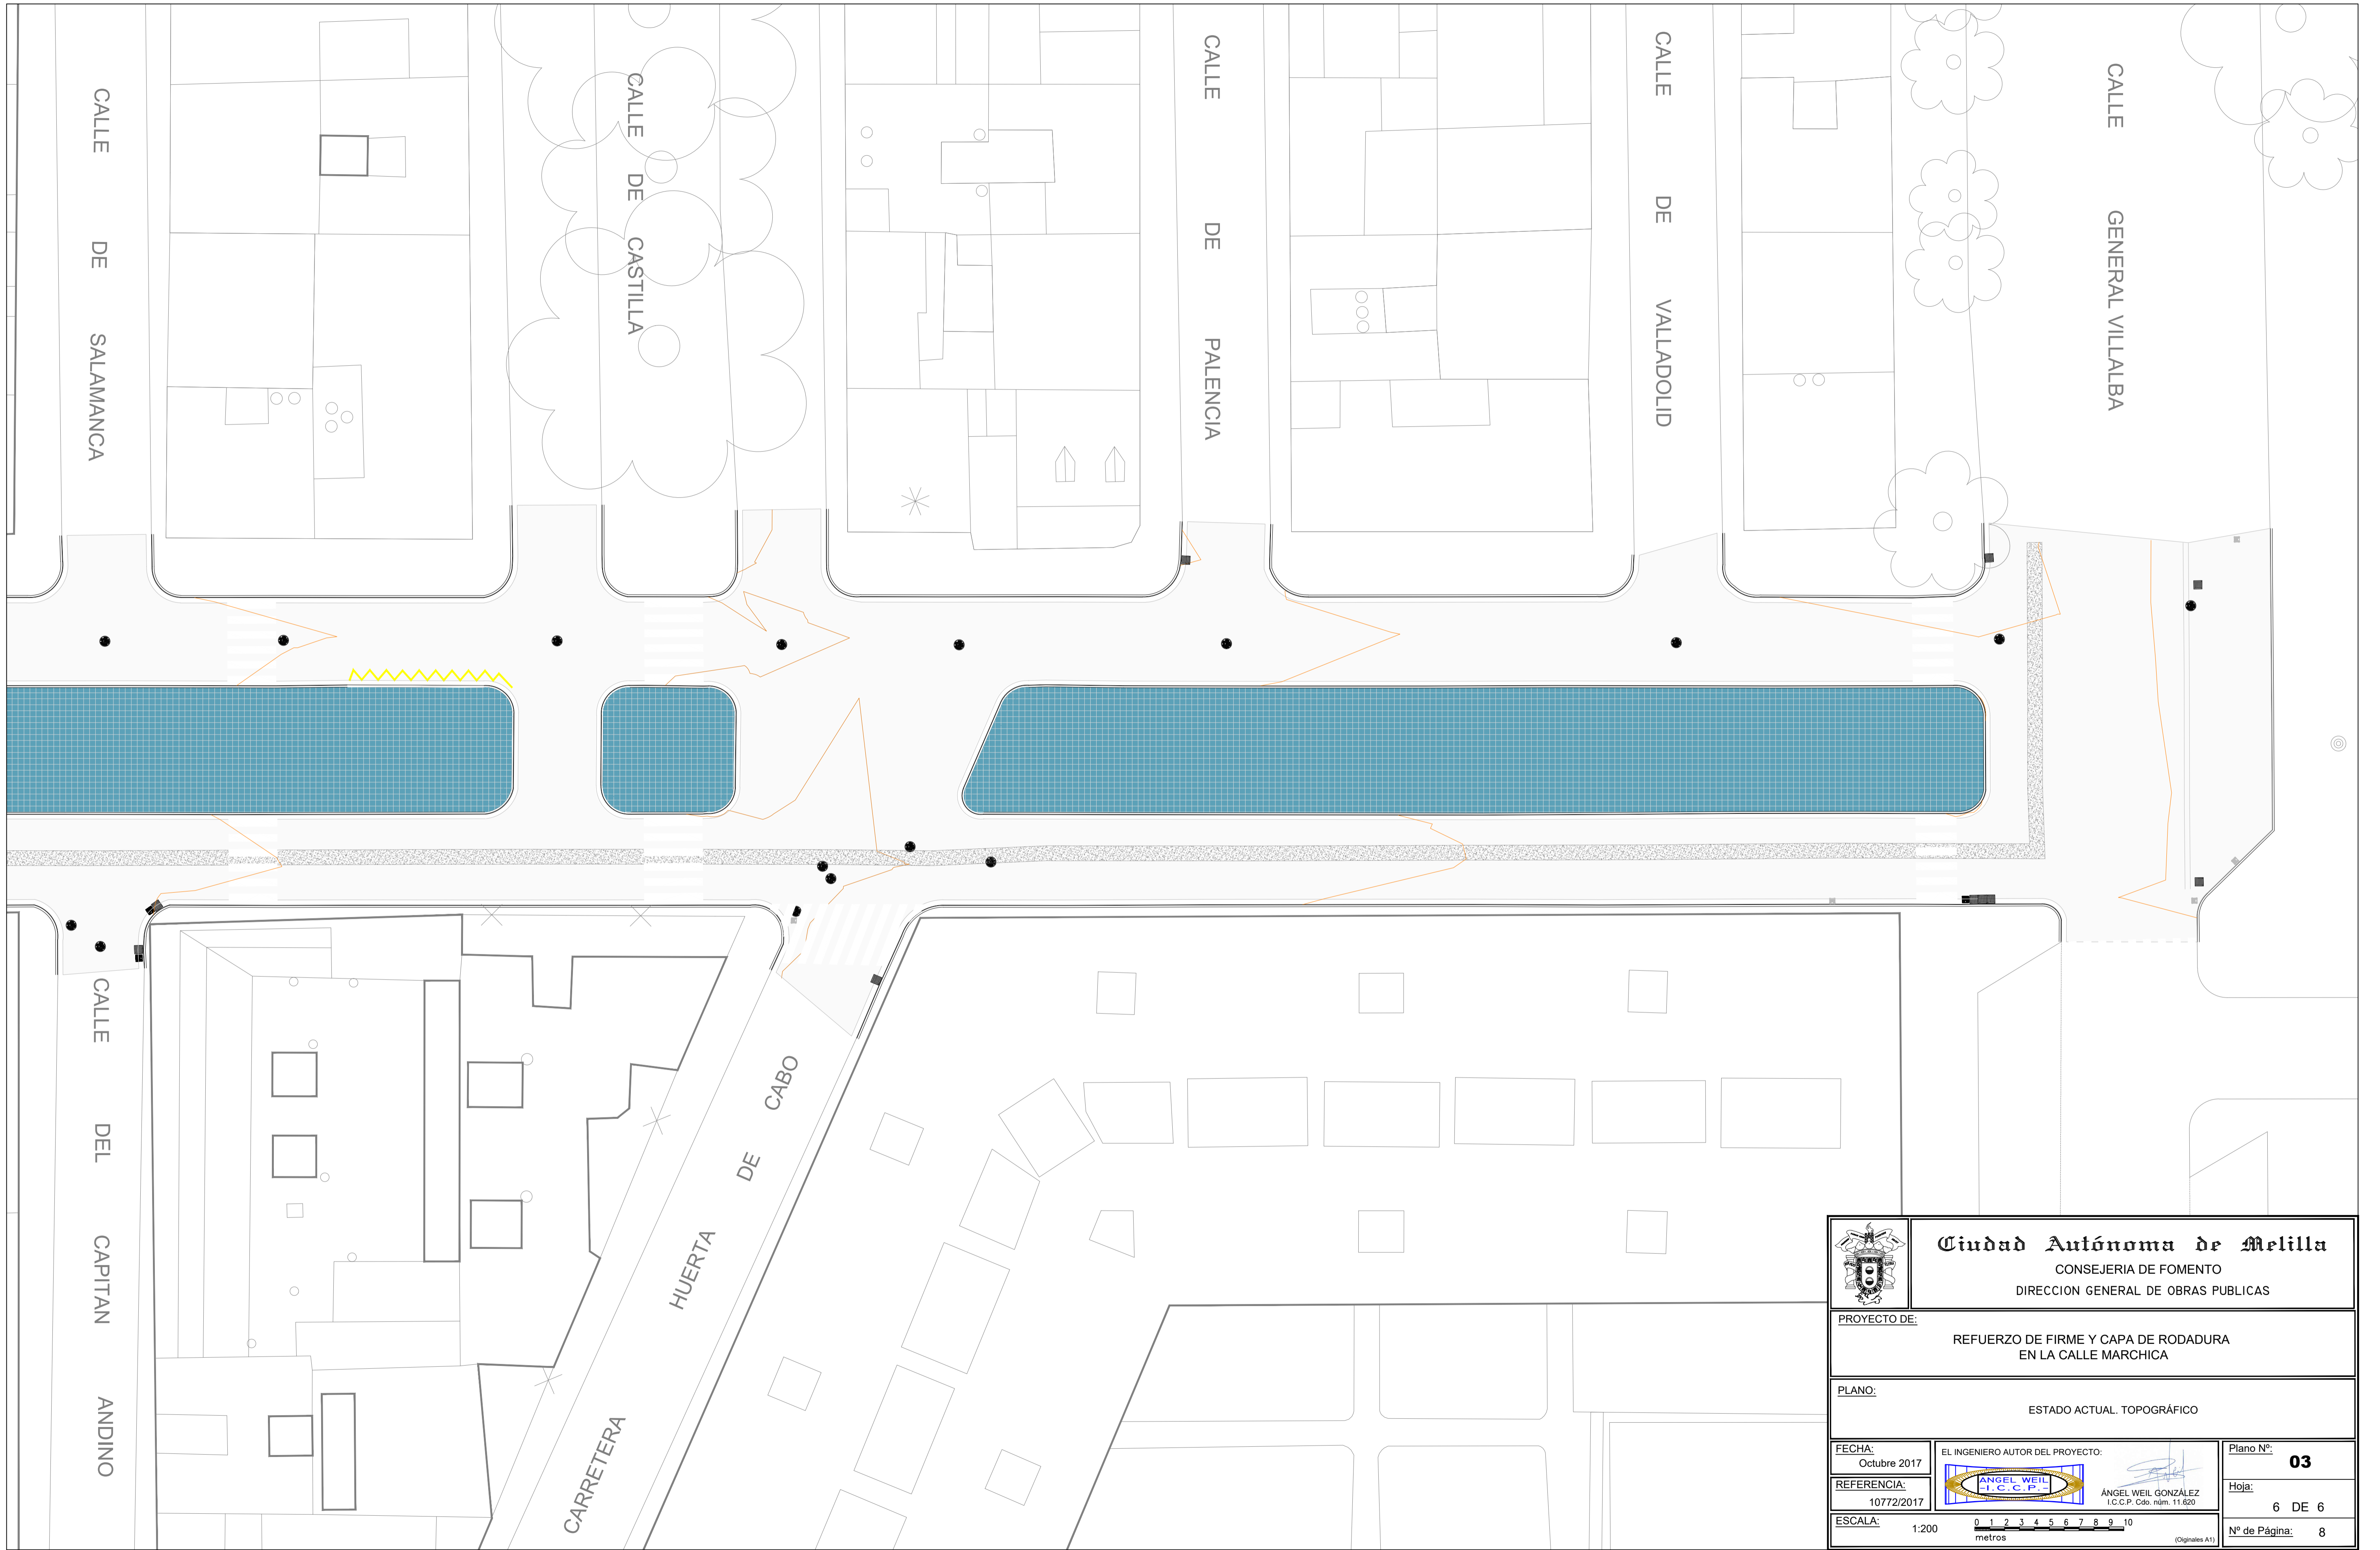 CALLE DE SALAMANCA
CALLE DE CASTILLA
CALLE DE PALENCIA
CALLE DE VALLADOLID
CALLE GENERAL VILLALBA
CALLE DEL CAPITAN ANDINO
CARRETERA HUERTA DE CABO
Ciudad Autónoma de Melilla
CONSEJERIA DE FOMENTO
DIRECCION GENERAL DE OBRAS PUBLICAS
PROYECTO DE:
REFUERZO DE FIRME Y CAPA DE RODADURA
EN LA CALLE MARCHICA
PLANO:
ESTADO ACTUAL. TOPOGRÁFICO
FECHA:
Octubre 2017
REFERENCIA:
10772/2017
EL INGENIERO AUTOR DEL PROYECTO:
ANGEL WEIL
-I.C.C.P.-
ÁNGEL WEIL GONZÁLEZ
I.C.C.P. Cdo. núm. 11.620
Plano Nº:
03
Hoja:
6 DE 6
Nº de Página: 8
ESCALA:
1:200
0 1 2 3 4 5 6 7 8 9 10
metros
(Oiginales A1)